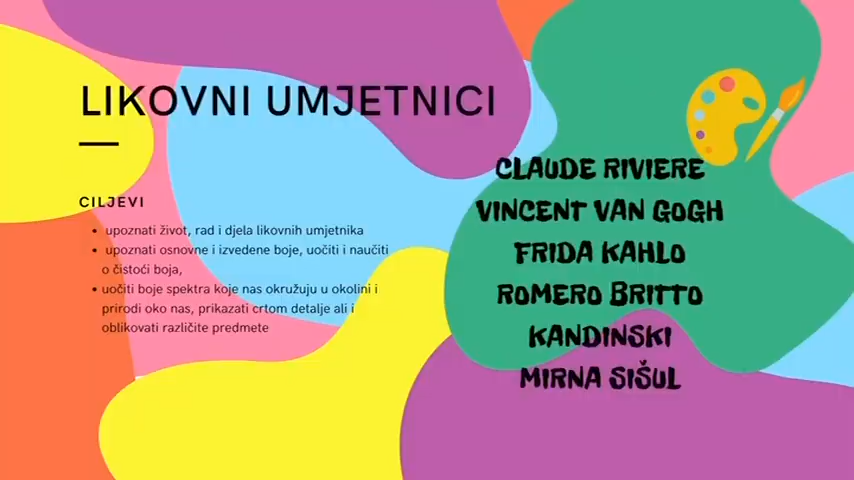 LIKOVNI UMJETNICI
CILJEVI
• upoznati život, rad i djela likovnih umjetnika
• upoznati osnovne i izvedene boje, uočiti i naučiti
o čistoći boja,
• uočiti boje spektra koje nas okružuju u okolini i
prirodi oko nas, prikazati crtom detalje ali i
oblikovati različite predmete
CLAUDE RIVIERE
VINCENT VAN GOGH
FRIDA KAHLO
ROMERO BRITTO
KANDINSKI
MIRNA SIŠUL